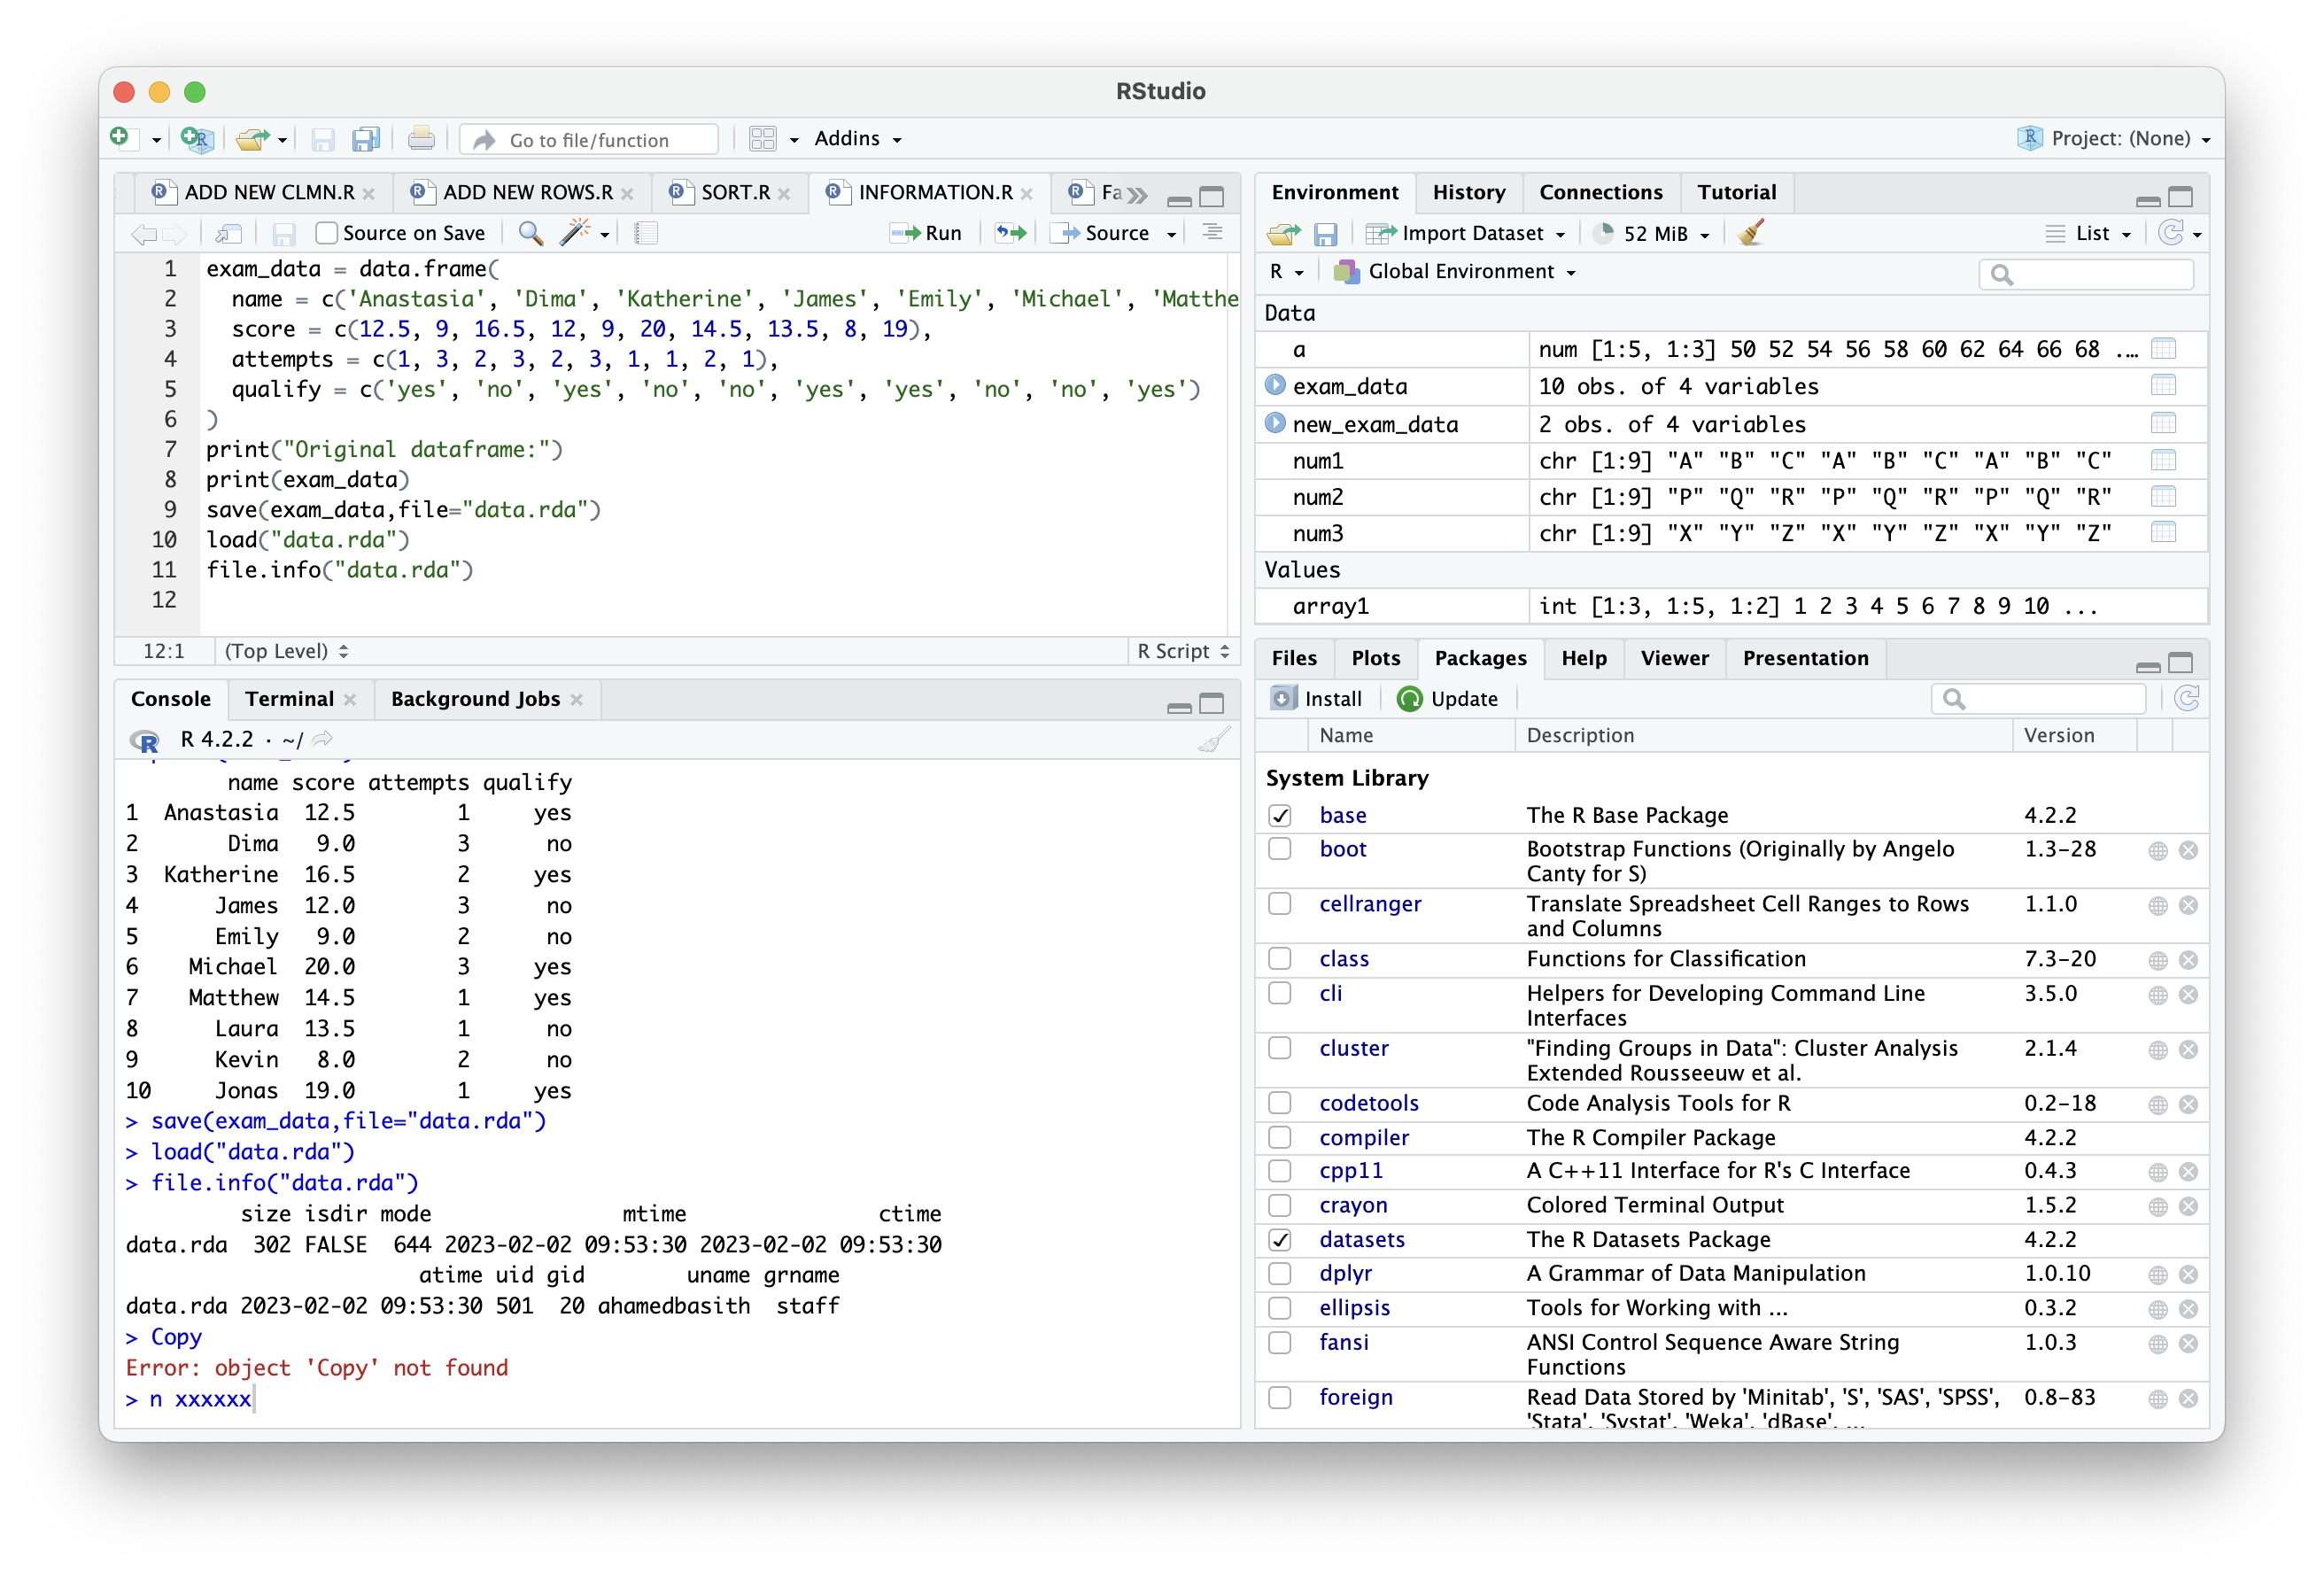 RStudio
Go to file/function
Addins
Project: (None)
ADD NEW CLMN.R
ADD NEW ROWS.R
SORT.R
INFORMATION.R
Fa
Source on Save
Run
Source
1 exam_data = data.frame(
2 name = c('Anastasia', 'Dima', 'Katherine', 'James', 'Emily', 'Michael', 'Matthe
3 score = c(12.5, 9, 16.5, 12, 9, 20, 14.5, 13.5, 8, 19),
4 attempts = c(1, 3, 2, 3, 2, 3, 1, 1, 2, 1),
5 qualify = c('yes', 'no', 'yes', 'no', 'no', 'yes', 'yes', 'no', 'no', 'yes')
6 )
7 print("Original dataframe:")
8 print(exam_data)
9 save(exam_data,file="data.rda")
10 load("data.rda")
11 file.info("data.rda")
12
12:1 (Top Level) R Script
Console Terminal Background Jobs
R 4.2.2 · ~/
name score attempts qualify
1 Anastasia 12.5 1 yes
2 Dima 9.0 3 no
3 Katherine 16.5 2 yes
4 James 12.0 3 no
5 Emily 9.0 2 no
6 Michael 20.0 3 yes
7 Matthew 14.5 1 yes
8 Laura 13.5 1 no
9 Kevin 8.0 2 no
10 Jonas 19.0 1 yes
> save(exam_data,file="data.rda")
> load("data.rda")
> file.info("data.rda")
size isdir mode mtime ctime
data.rda 302 FALSE 644 2023-02-02 09:53:30 2023-02-02 09:53:30
atime uid gid uname grname
data.rda 2023-02-02 09:53:30 501 20 ahamedbasith staff
> Copy
Error: object 'Copy' not found
> n xxxxxx
Environment History Connections Tutorial
Import Dataset 52 MiB List
R Global Environment
Data
a num [1:5, 1:3] 50 52 54 56 58 60 62 64 66 68 ...
exam_data 10 obs. of 4 variables
new_exam_data 2 obs. of 4 variables
num1 chr [1:9] "A" "B" "C" "A" "B" "C" "A" "B" "C"
num2 chr [1:9] "P" "Q" "R" "P" "Q" "R" "P" "Q" "R"
num3 chr [1:9] "X" "Y" "Z" "X" "Y" "Z" "X" "Y" "Z"
Values
array1 int [1:3, 1:5, 1:2] 1 2 3 4 5 6 7 8 9 10 ...
Files Plots Packages Help Viewer Presentation
Install Update
Name Description Version
System Library
base The R Base Package 4.2.2
boot Bootstrap Functions (Originally by Angelo 1.3-28
Canty for S)
cellranger Translate Spreadsheet Cell Ranges to Rows 1.1.0
and Columns
class Functions for Classification 7.3-20
cli Helpers for Developing Command Line 3.5.0
Interfaces
cluster "Finding Groups in Data": Cluster Analysis 2.1.4
Extended Rousseeuw et al.
codetools Code Analysis Tools for R 0.2-18
compiler The R Compiler Package 4.2.2
cpp11 A C++11 Interface for R's C Interface 0.4.3
crayon Colored Terminal Output 1.5.2
datasets The R Datasets Package 4.2.2
dplyr A Grammar of Data Manipulation 1.0.10
ellipsis Tools for Working with ... 0.3.2
fansi ANSI Control Sequence Aware String 1.0.3
Functions
foreign Read Data Stored by 'Minitab', 'S', 'SAS', 'SPSS', 0.8-83
'Stata', 'Systat', 'Weka', 'dBase', ...